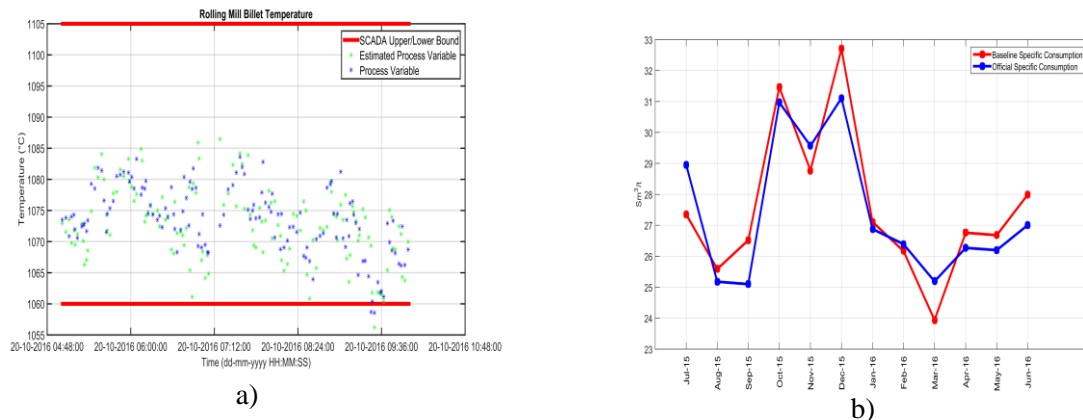 Rolling Mill Billet Temperature
1105
1100
1095
1090
1085
1080
1075
1070
1065
1060
1055
Temperature (°C)
SCADA Upper/Lower Bound
Estimated Process Variable
Process Variable
20-10-2016 04:48:00 20-10-2016 06:00:00 20-10-2016 07:12:00 20-10-2016 08:24:00 20-10-2016 09:36:00 20-10-2016 10:48:00
Time (dd-mm-yyyy HH:MM:SS)
a)
33
32
31
30
29
28
27
26
25
24
23
Sm³/t
Baseline Specific Consumption
Official Specific Consumption
Jul-15
Aug-15
Sep-15
Oct-15
Nov-15
Dec-15
Jan-16
Feb-16
Mar-16
Apr-16
May-16
Jun-16
b)